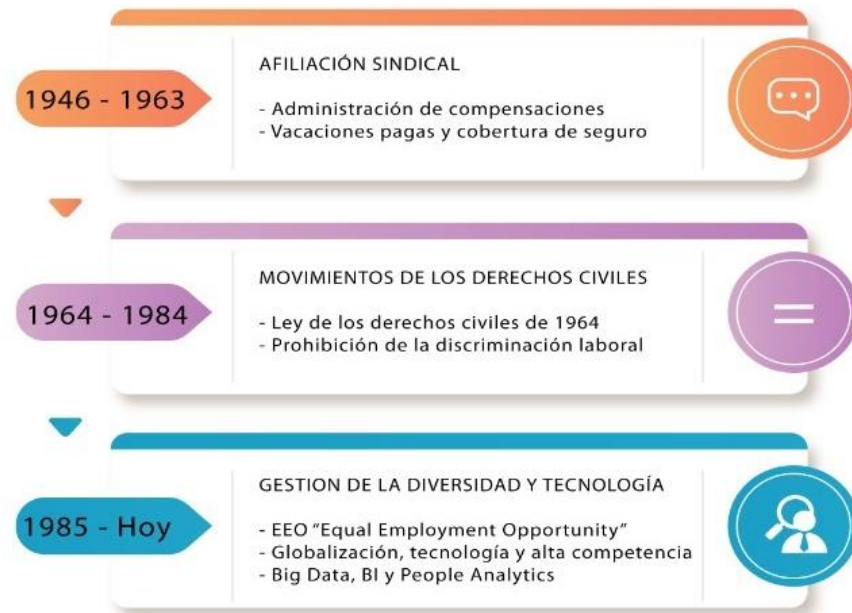 1946 - 1963
AFILIACIÓN SINDICAL
- Administración de compensaciones
- Vacaciones pagas y cobertura de seguro
1964 - 1984
MOVIMIENTOS DE LOS DERECHOS CIVILES
- Ley de los derechos civiles de 1964
- Prohibición de la discriminación laboral
1985 - Hoy
GESTION DE LA DIVERSIDAD Y TECNOLOGÍA
- EEO “Equal Employment Opportunity”
- Globalización, tecnología y alta competencia
- Big Data, BI y People Analytics